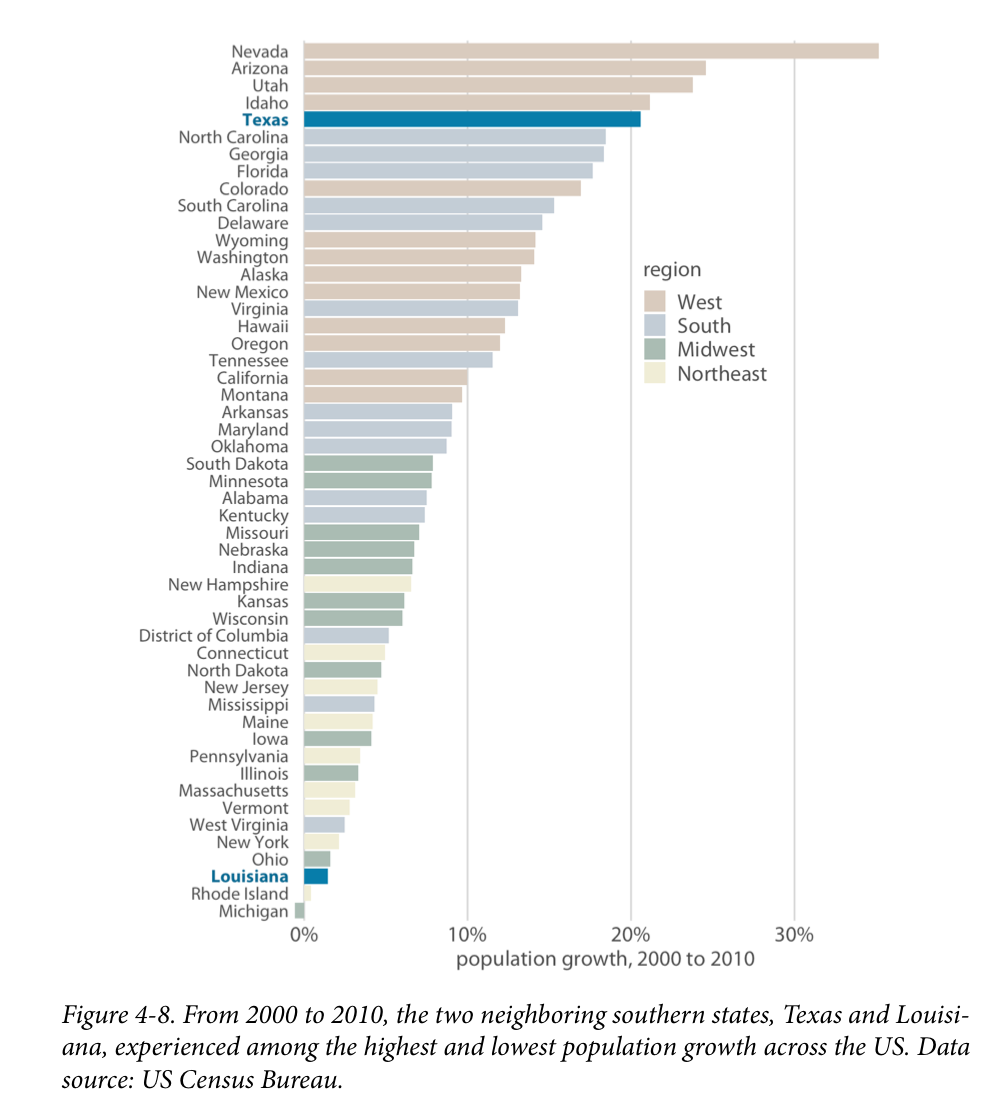 Nevada
Arizona
Utah
Idaho
Texas
North Carolina
Georgia
Florida
Colorado
South Carolina
Delaware
Wyoming
Washington
Alaska
New Mexico
Virginia
Hawaii
Oregon
Tennessee
California
Montana
Arkansas
Maryland
Oklahoma
South Dakota
Minnesota
Alabama
Kentucky
Missouri
Nebraska
Indiana
New Hampshire
Kansas
Wisconsin
District of Columbia
Connecticut
North Dakota
New Jersey
Mississippi
Maine
Iowa
Pennsylvania
Illinois
Massachusetts
Vermont
West Virginia
New York
Ohio
Louisiana
Rhode Island
Michigan
region
West
South
Midwest
Northeast
0% 10% 20% 30%
population growth, 2000 to 2010
Figure 4-8. From 2000 to 2010, the two neighboring southern states, Texas and Louisi-
ana, experienced among the highest and lowest population growth across the US. Data
source: US Census Bureau.